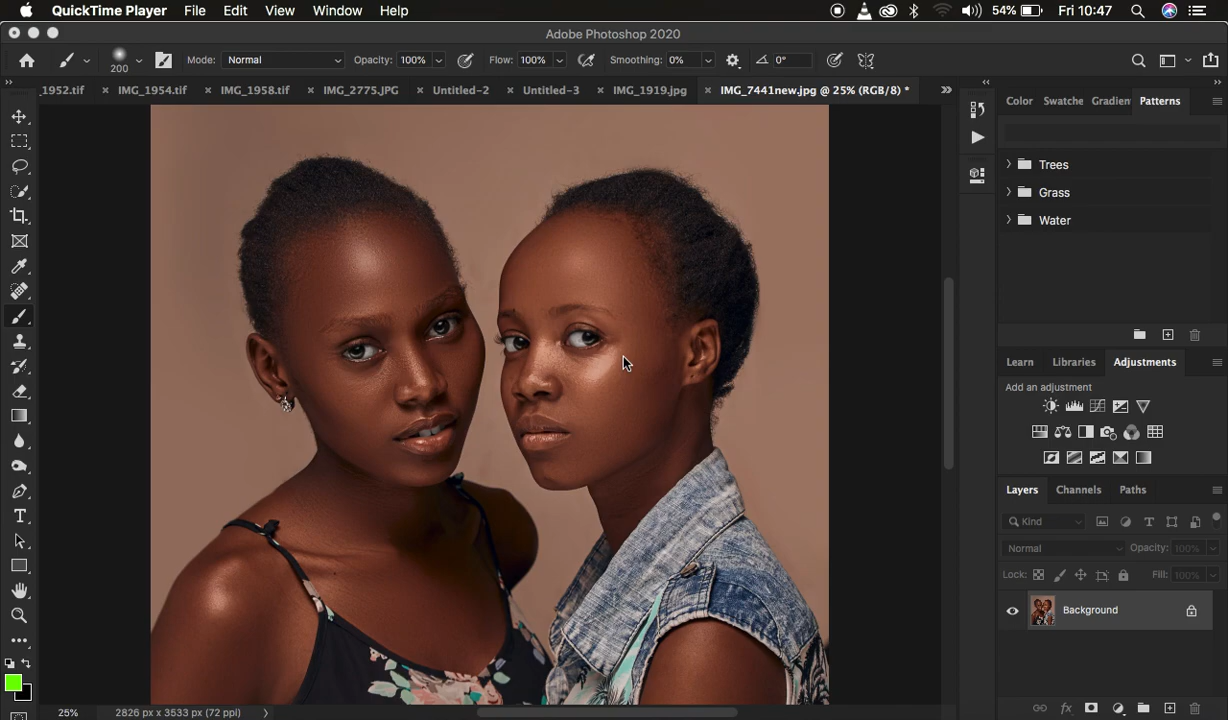 QuickTime Player File Edit View Window Help 54% Fri 10:47
Adobe Photoshop 2020
200 Mode: Normal Opacity: 100% Flow: 100% Smoothing: 0% 0°
1952.tif IMG_1954.tif IMG_1958.tif IMG_2775.JPG Untitled-2 Untitled-3 IMG_1919.jpg IMG_7441new.jpg @ 25% (RGB/8) *
Color Swatche Gradien Patterns
Trees
Grass
Water
Learn Libraries Adjustments
Add an adjustment
Layers Channels Paths
Kind
Normal Opacity: 100%
Lock: Fill: 100%
Background
25% 2826 px x 3533 px (72 ppi)